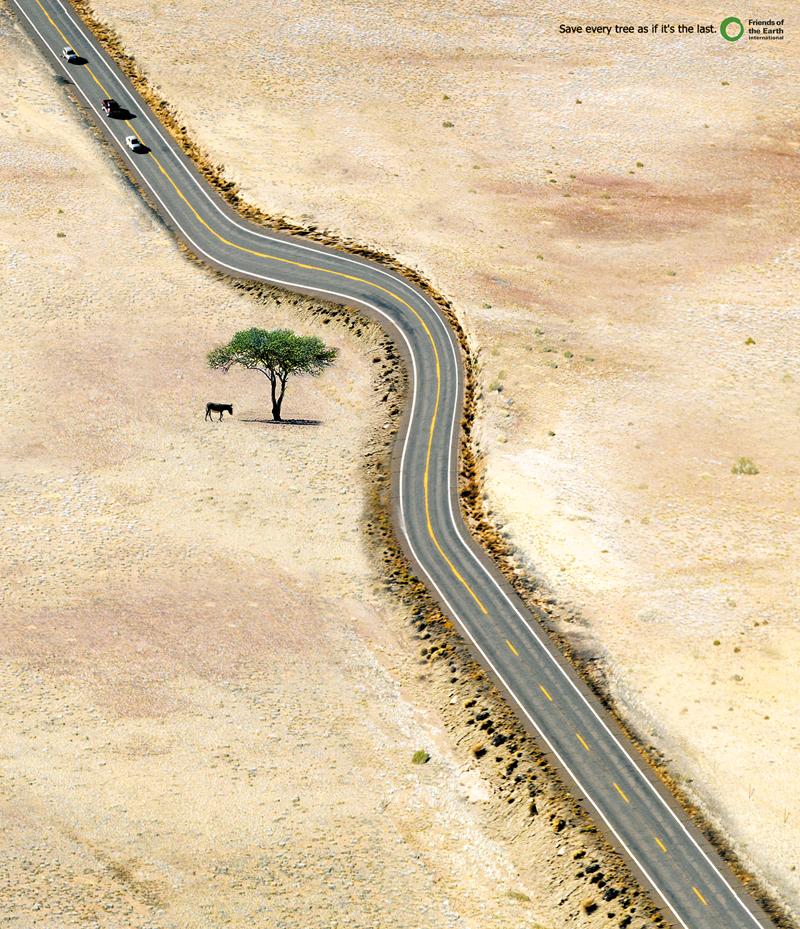 Save every tree as if it's the last.
Friends of
the Earth
International